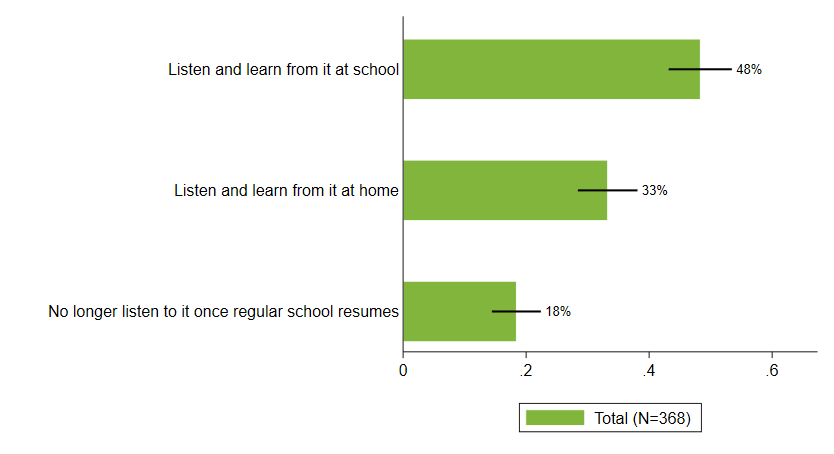 Listen and learn from it at school
48%
Listen and learn from it at home
33%
No longer listen to it once regular school resumes
18%
0 .2 .4 .6
Total (N=368)